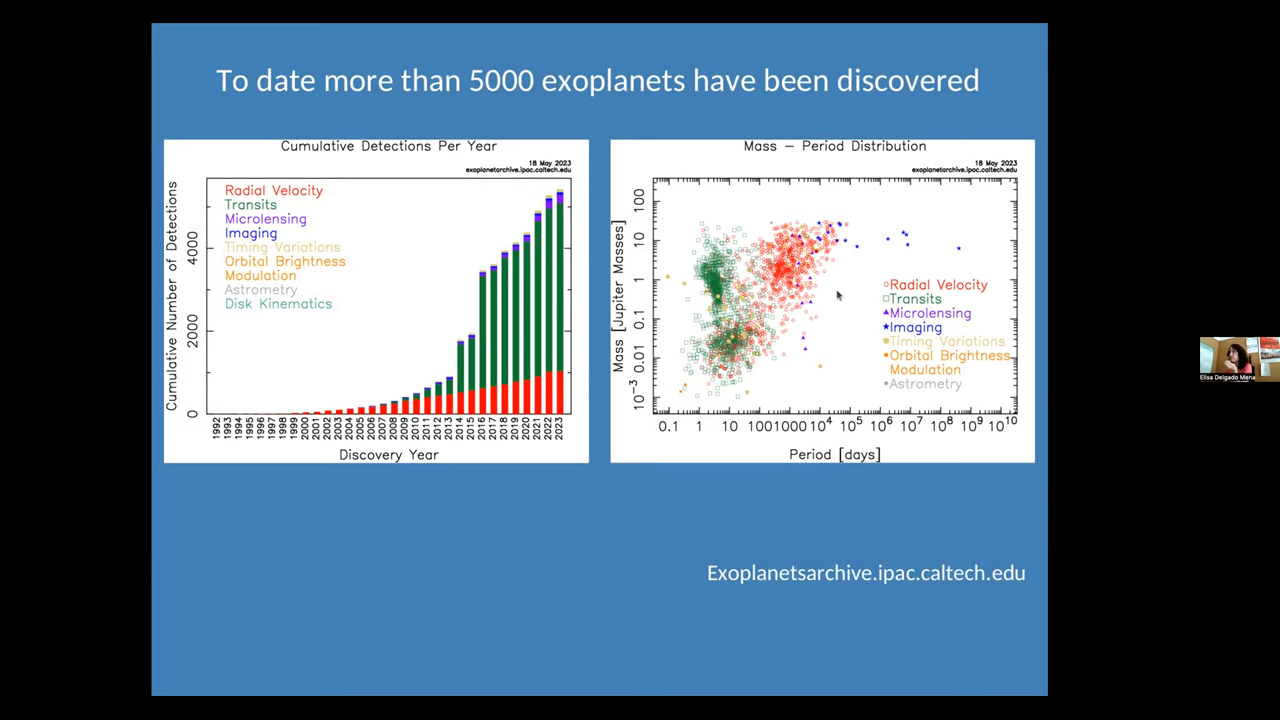 To date more than 5000 exoplanets have been discovered
Cumulative Detections Per Year
18 May 2023
exoplanetarchive.ipac.caltech.edu
Cumulative Number of Detections
4000
2000
0
Radial Velocity
Transits
Microlensing
Imaging
Timing Variations
Orbital Brightness
Modulation
Astrometry
Disk Kinematics
1992 1993 1994 1995 1996 1997 1998 1999 2000 2001 2002 2003 2004 2005 2006 2007 2008 2009 2010 2011 2012 2013 2014 2015 2016 2017 2018 2019 2020 2021 2022 2023
Discovery Year
Mass – Period Distribution
18 May 2023
exoplanetarchive.ipac.caltech.edu
Mass [Jupiter Masses]
100
10
1
0.1
0.01
10⁻³
Radial Velocity
Transits
Microlensing
Imaging
Timing Variations
Orbital Brightness
Modulation
Astrometry
0.1 1 10 100 1000 10⁴ 10⁵ 10⁶ 10⁷ 10⁸ 10⁹ 10¹⁰
Period [days]
Elisa Delgado Mena
Exoplanetsarchive.ipac.caltech.edu